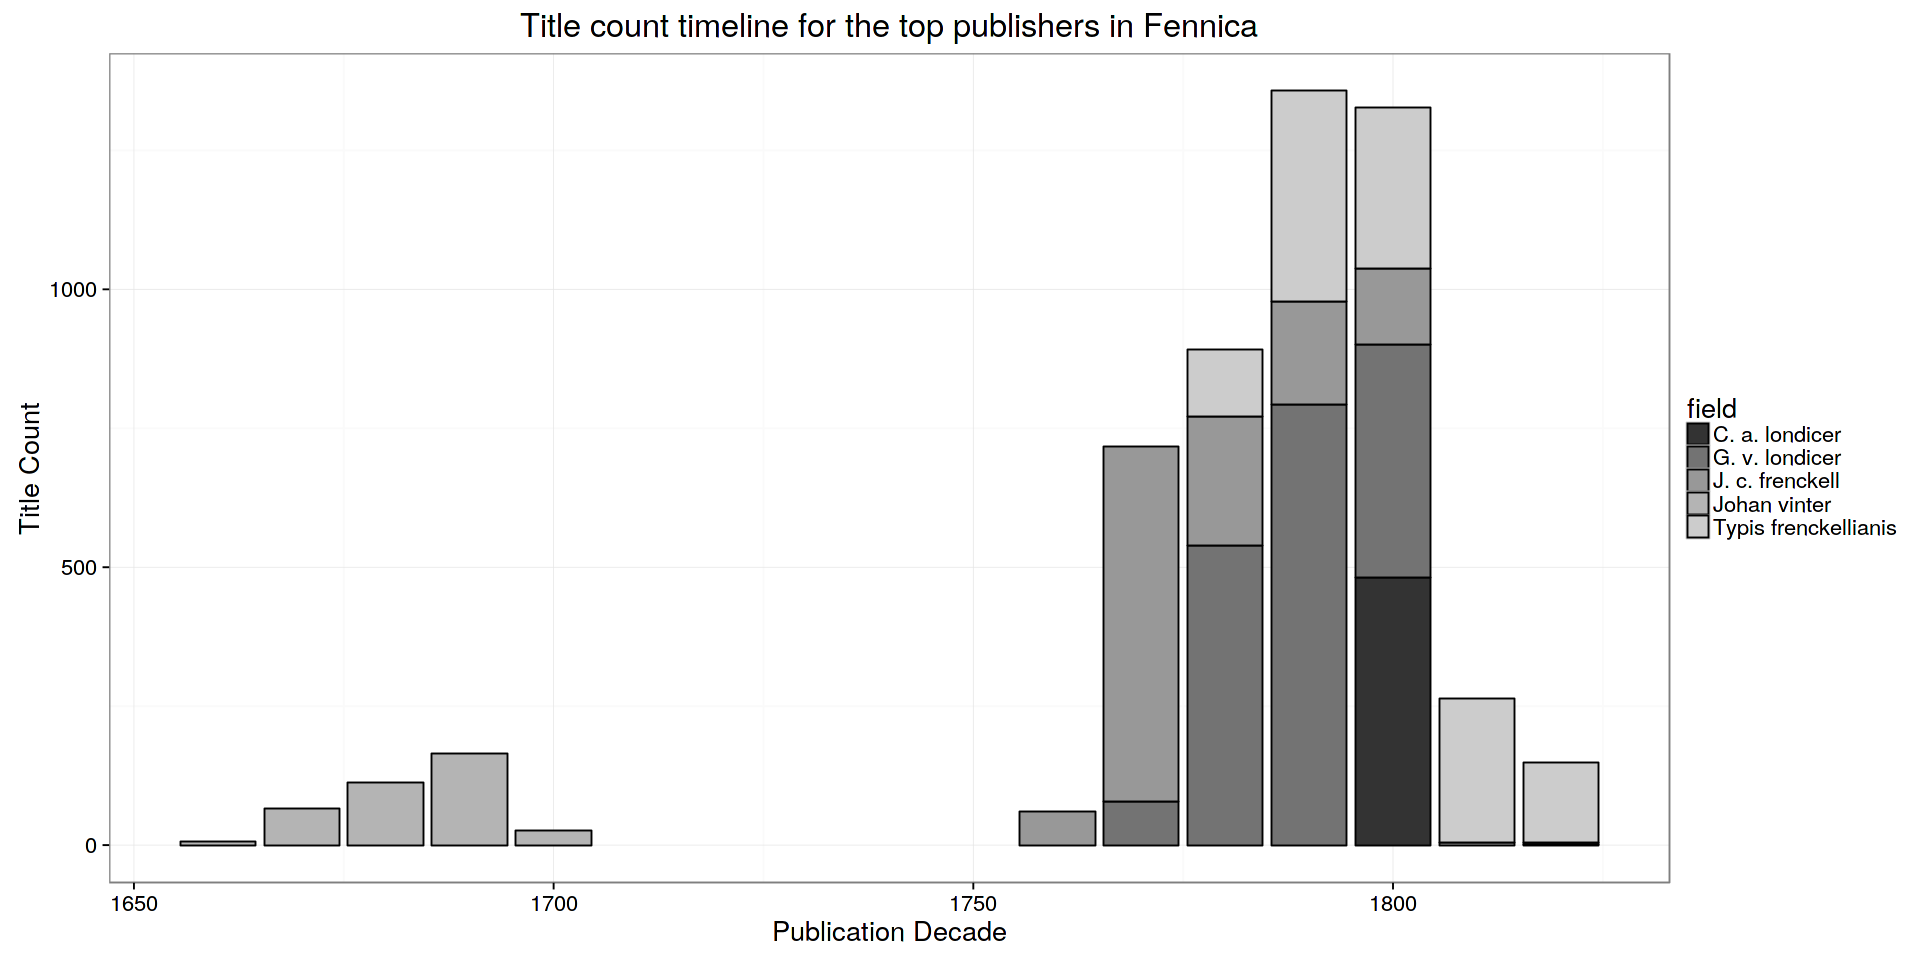 Title count timeline for the top publishers in Fennica
Title Count
1000
500
0
1650
1700
1750
1800
Publication Decade
field
C. a. londicer
G. v. londicer
J. c. frenckell
Johan vinter
Typis frenckellianis